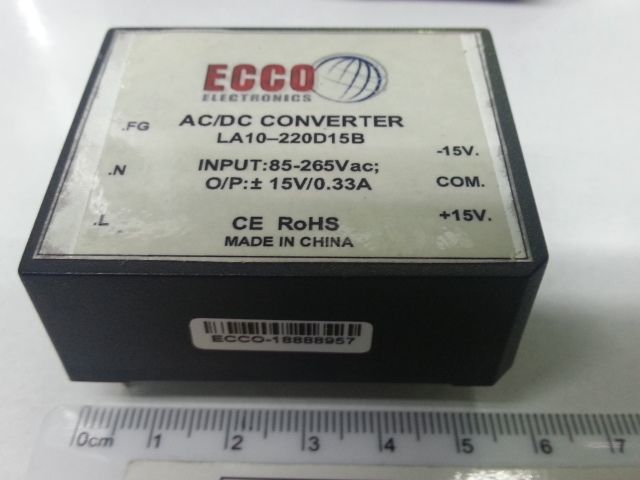 ECCO
ELECTRONICS
AC/DC CONVERTER
LA10-220D15B
.FG
.N
.L
INPUT:85-265Vac;
O/P:± 15V/0.33A
-15V.
COM.
+15V.
CE RoHS
MADE IN CHINA
ECCO-18888957
0cm 1 2 3 4 5 6 7